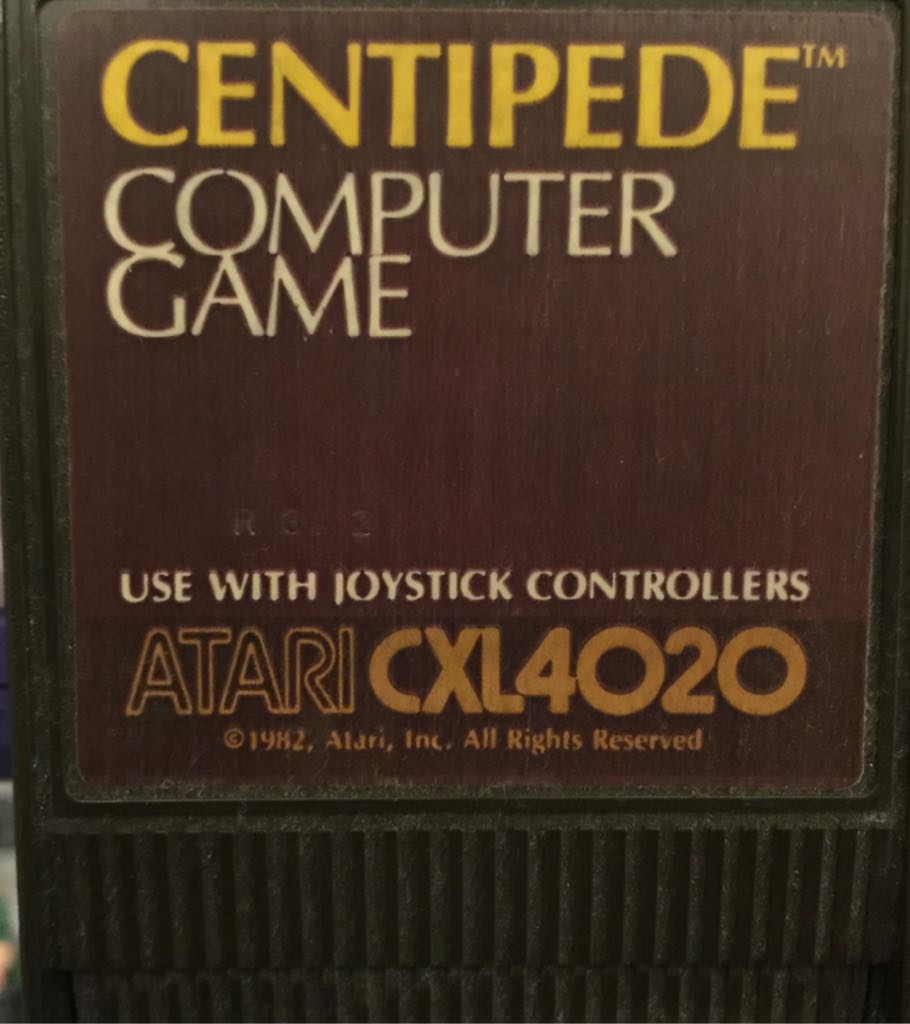 CENTIPEDE™
COMPUTER
GAME
USE WITH JOYSTICK CONTROLLERS
ATARI CXL4020
©1982, Atari, Inc. All Rights Reserved